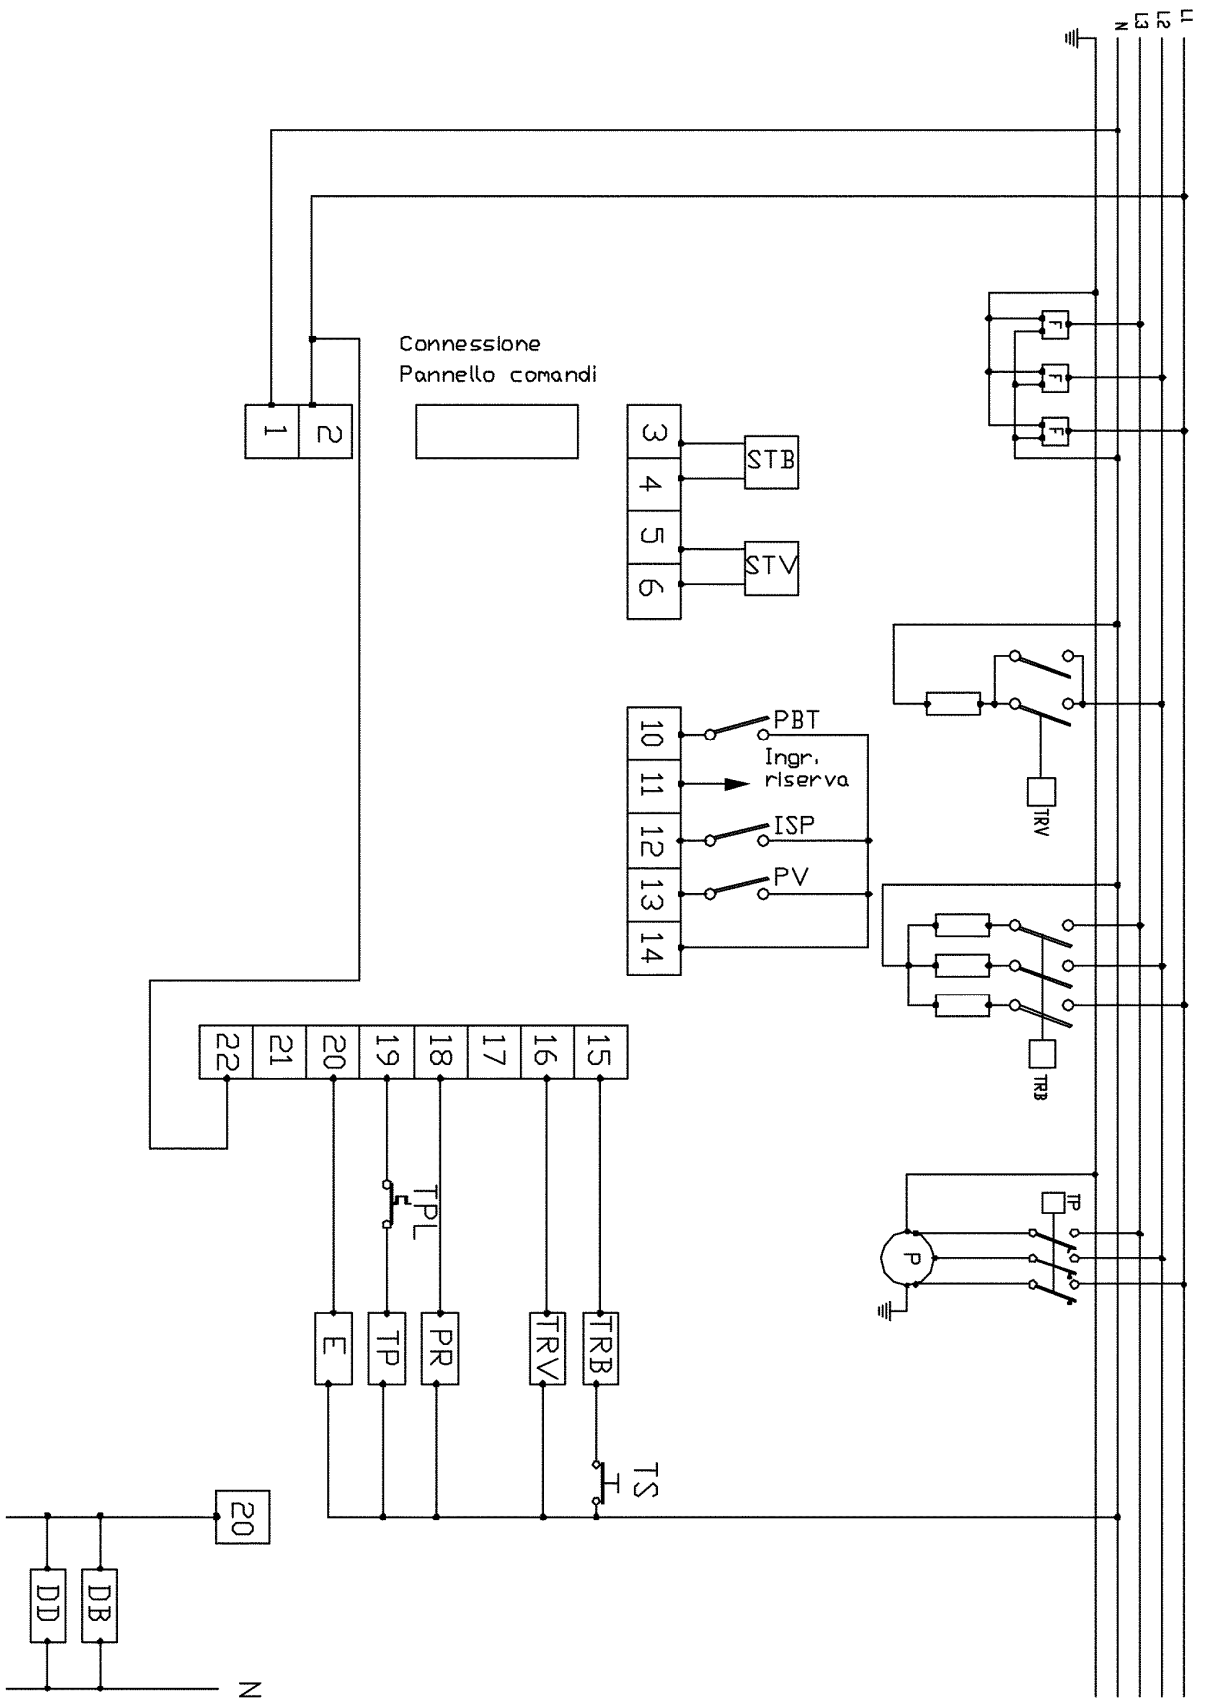 L1
L2
L3
N
F
F
F
Connessione
Pannello comandi
1
2
3
4
5
6
STB
STV
TRV
10
11
12
13
14
PBT
Ingr.
riserva
ISP
PV
TRB
22
21
20
19
18
17
16
15
TP
P
TPL
E
TP
PR
TRV
TRB
TS
20
DD
DB
N